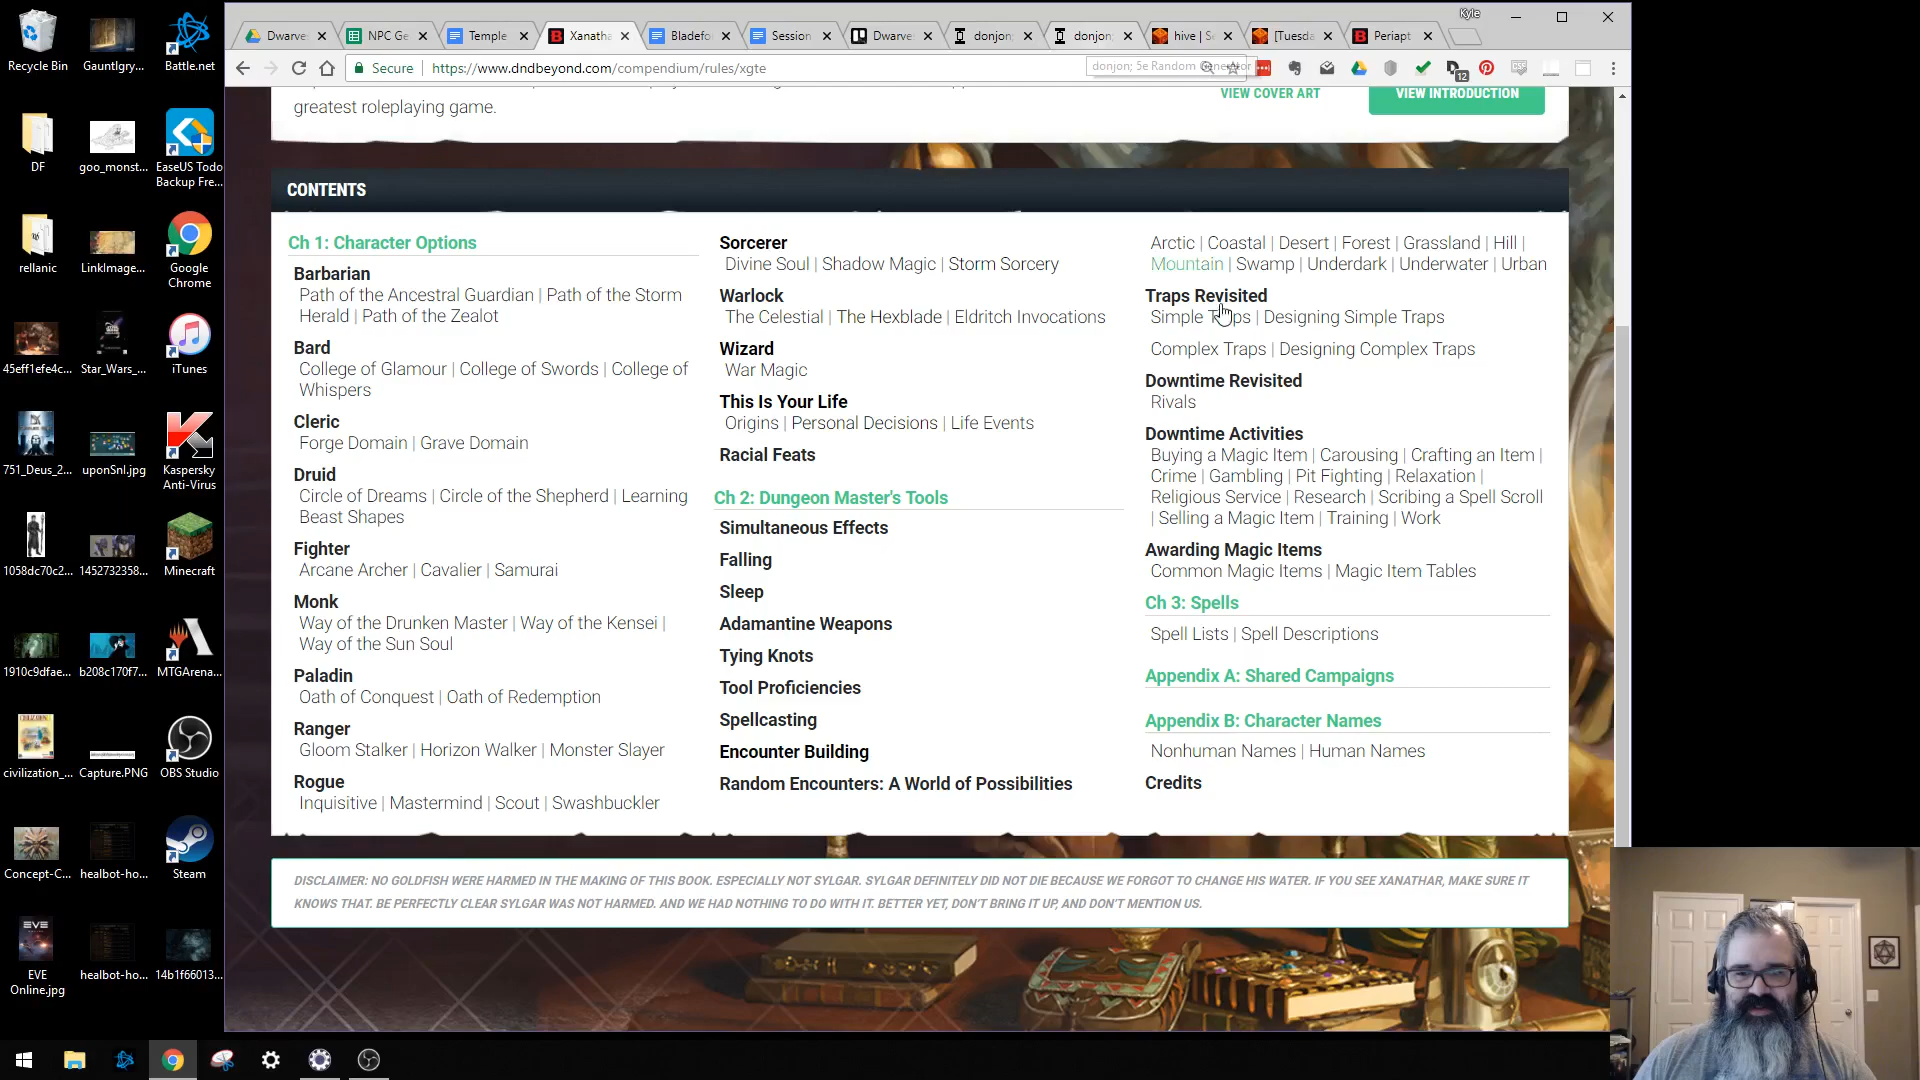 Kyle
Dwarve
NPC Ge
Temple
Xanatha
Bladefo
Session
Dwarve
donjon;
donjon;
hive | S
[Tuesda
Periapt
Secure
https://www.dndbeyond.com/compendium/rules/xgte
donjon; 5e Random Generator
12
greatest roleplaying game.
VIEW COVER ART
VIEW INTRODUCTION
CONTENTS
Ch 1: Character Options
Barbarian
Path of the Ancestral Guardian | Path of the Storm
Herald | Path of the Zealot
Bard
College of Glamour | College of Swords | College of
Whispers
Cleric
Forge Domain | Grave Domain
Druid
Circle of Dreams | Circle of the Shepherd | Learning
Beast Shapes
Fighter
Arcane Archer | Cavalier | Samurai
Monk
Way of the Drunken Master | Way of the Kensei |
Way of the Sun Soul
Paladin
Oath of Conquest | Oath of Redemption
Ranger
Gloom Stalker | Horizon Walker | Monster Slayer
Rogue
Inquisitive | Mastermind | Scout | Swashbuckler
Sorcerer
Divine Soul | Shadow Magic | Storm Sorcery
Warlock
The Celestial | The Hexblade | Eldritch Invocations
Wizard
War Magic
This Is Your Life
Origins | Personal Decisions | Life Events
Racial Feats
Ch 2: Dungeon Master's Tools
Simultaneous Effects
Falling
Sleep
Adamantine Weapons
Tying Knots
Tool Proficiencies
Spellcasting
Encounter Building
Random Encounters: A World of Possibilities
Arctic | Coastal | Desert | Forest | Grassland | Hill |
Mountain | Swamp | Underdark | Underwater | Urban
Traps Revisited
Simple Traps | Designing Simple Traps
Complex Traps | Designing Complex Traps
Downtime Revisited
Rivals
Downtime Activities
Buying a Magic Item | Carousing | Crafting an Item |
Crime | Gambling | Pit Fighting | Relaxation |
Religious Service | Research | Scribing a Spell Scroll
| Selling a Magic Item | Training | Work
Awarding Magic Items
Common Magic Items | Magic Item Tables
Ch 3: Spells
Spell Lists | Spell Descriptions
Appendix A: Shared Campaigns
Appendix B: Character Names
Nonhuman Names | Human Names
Credits
DISCLAIMER: NO GOLDFISH WERE HARMED IN THE MAKING OF THIS BOOK. ESPECIALLY NOT SYLGAR. SYLGAR DEFINITELY DID NOT DIE BECAUSE WE FORGOT TO CHANGE HIS WATER. IF YOU SEE XANATHAR, MAKE SURE IT
KNOWS THAT. BE PERFECTLY CLEAR SYLGAR WAS NOT HARMED. AND WE HAD NOTHING TO DO WITH IT. BETTER YET, DON'T BRING IT UP, AND DON'T MENTION US.
Recycle Bin
Gauntlgry...
Battle.net
DF
goo_monst...
EaseUS Todo
Backup Fre...
rellanic
LinkImage...
Google
Chrome
45eff1efe4c...
Star_Wars_...
iTunes
751_Deus_2...
uponSnl.jpg
Kaspersky
Anti-Virus
1058dc70c2...
1452732358...
Minecraft
1910c9dfae...
b208c170f7...
MTGArena...
civilization_...
Capture.PNG
OBS Studio
Concept-C...
healbot-ho...
Steam
EVE
EVE
Online.jpg
healbot-ho...
14b1f66013...